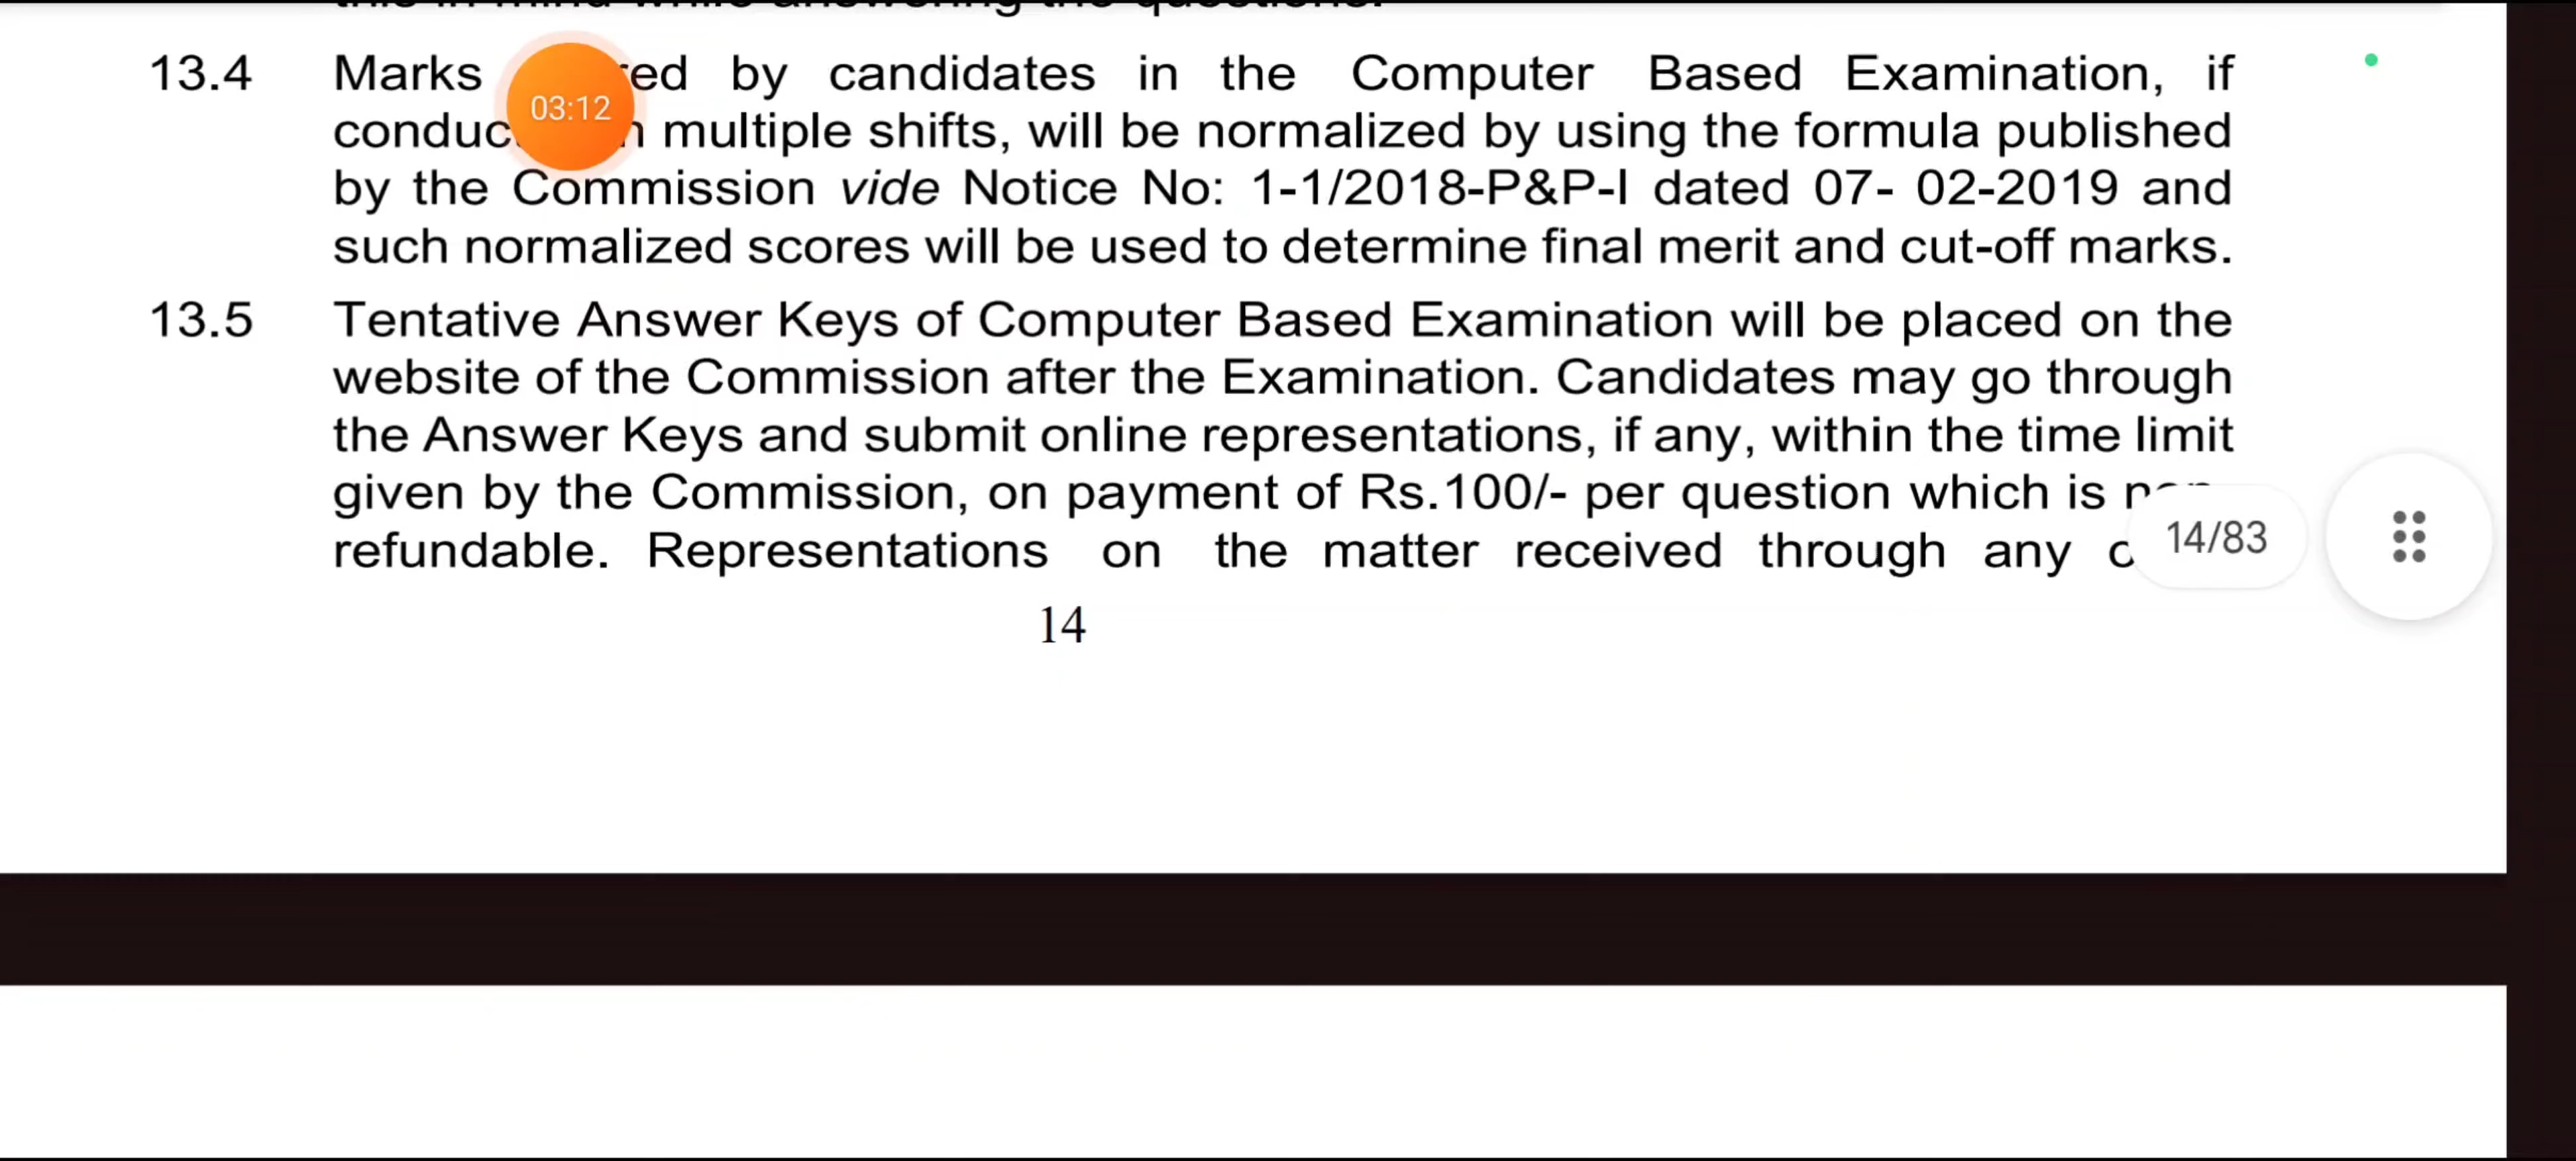 13.4 Marks by candidates in the Computer Based Examination, if
03:12
multiple shifts, will be normalized by using the formula published
by the Commission vide Notice No: 1-1/2018-P&P-I dated 07- 02-2019 and
such normalized scores will be used to determine final merit and cut-off marks.
13.5 Tentative Answer Keys of Computer Based Examination will be placed on the
website of the Commission after the Examination. Candidates may go through
the Answer Keys and submit online representations, if any, within the time limit
given by the Commission, on payment of Rs.100/- per question which is
refundable. Representations on the matter received through any
14/83
14